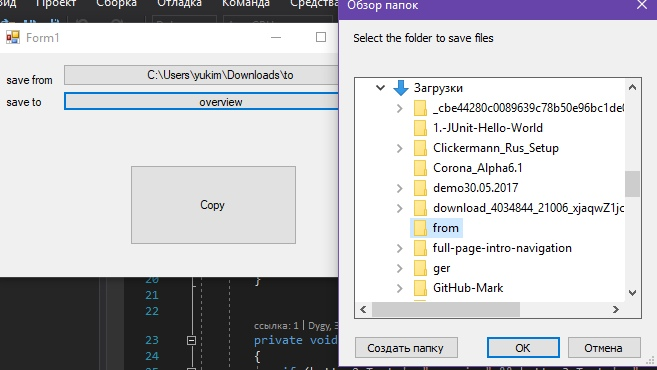 Вид Проект Сборка Отладка Команда Средства
Обзор папок
Form1
Select the folder to save files
save from
C:\Users\yukim\Downloads\to
save to
overview
Copy
Загрузки
_cbe44280c0089639c78b50e96bc1de
1.-JUnit-Hello-World
Clickermann_Rus_Setup
Corona_Alpha6.1
demo30.05.2017
download_4034844_21006_xjaqwZ1jc
from
full-page-intro-navigation
ger
GitHub-Mark
Создать папку
OK
Отмена
20 }
21
22
ссылка: 1 | Dygy,
23 private void
24 {